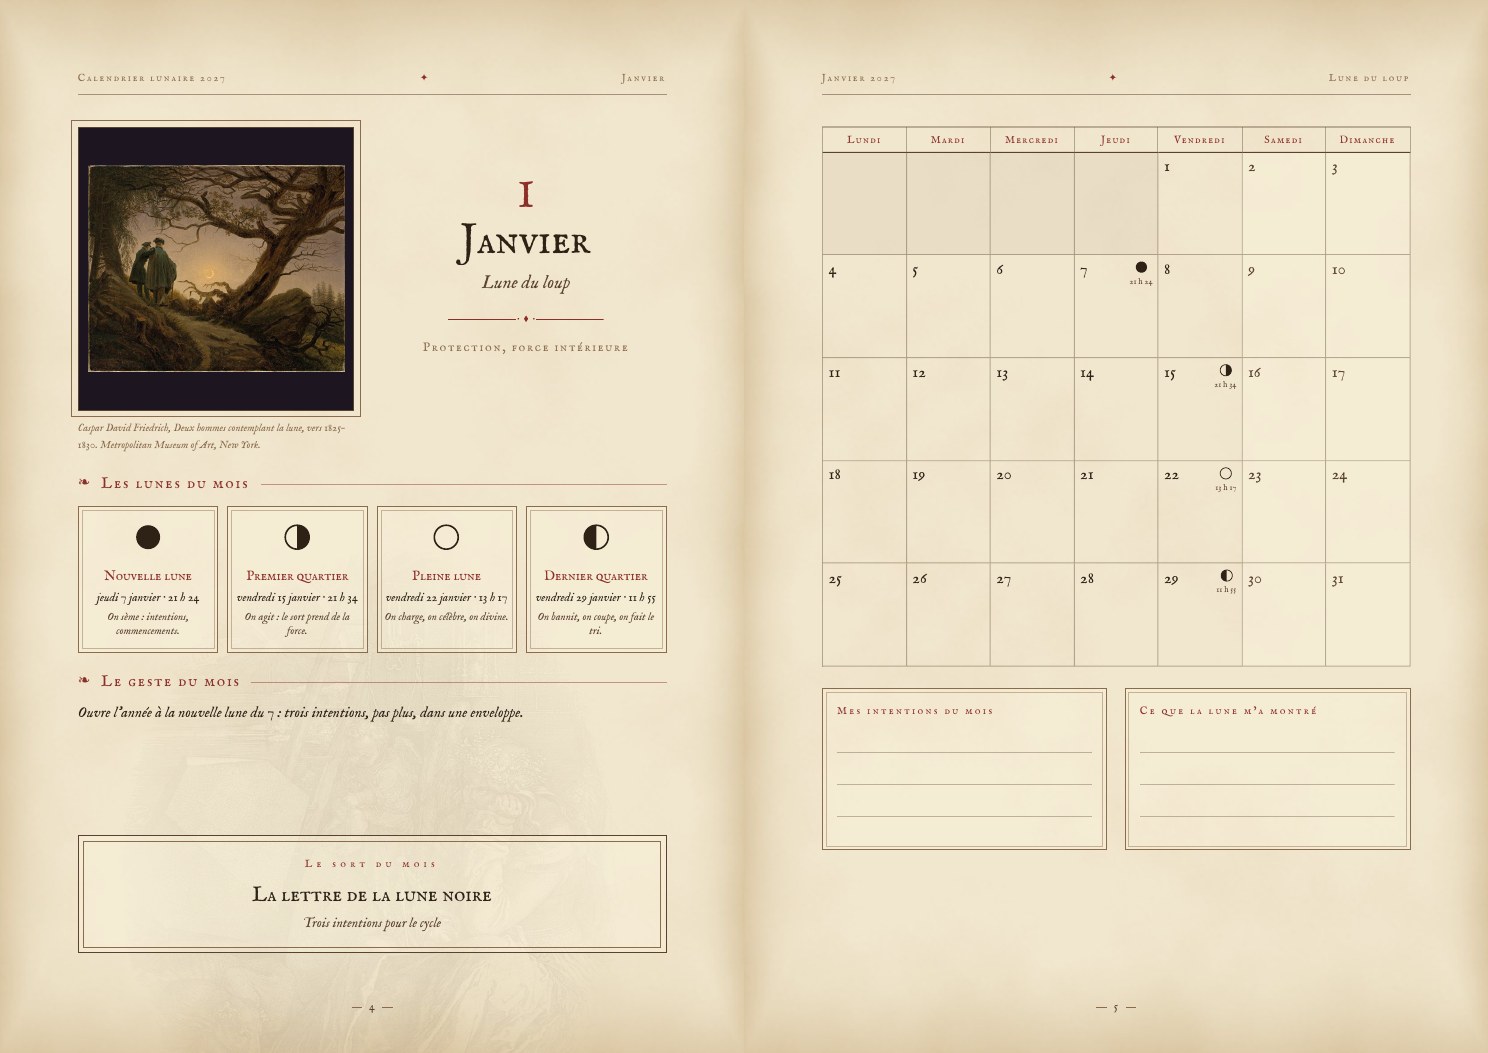 Calendrier lunaire 2027 ✦ Janvier
1
Janvier
Lune du loup
Protection, force intérieure
Caspar David Friedrich, Deux hommes contemplant la lune, vers 1825–
1830. Metropolitan Museum of Art, New York.
❧ Les lunes du mois
Nouvelle lune
jeudi 7 janvier · 21 h 24
On sème : intentions,
commencements.
Premier quartier
vendredi 15 janvier · 21 h 34
On agit : le sort prend de la
force.
Pleine lune
vendredi 22 janvier · 13 h 17
On charge, on célèbre, on divine.
Dernier quartier
vendredi 29 janvier · 11 h 55
On bannit, on coupe, on fait le
tri.
❧ Le geste du mois
Ouvre l'année à la nouvelle lune du 7 : trois intentions, pas plus, dans une enveloppe.
Le sort du mois
La lettre de la lune noire
Trois intentions pour le cycle
— 4 —
Janvier 2027 ✦ Lune du loup
Lundi Mardi Mercredi Jeudi Vendredi Samedi Dimanche
1 2 3
4 5 6 7 8 9 10
21 h 24
11 12 13 14 15 16 17
21 h 34
18 19 20 21 22 23 24
13 h 17
25 26 27 28 29 30 31
11 h 55
Mes intentions du mois
Ce que la lune m'a montré
— 5 —